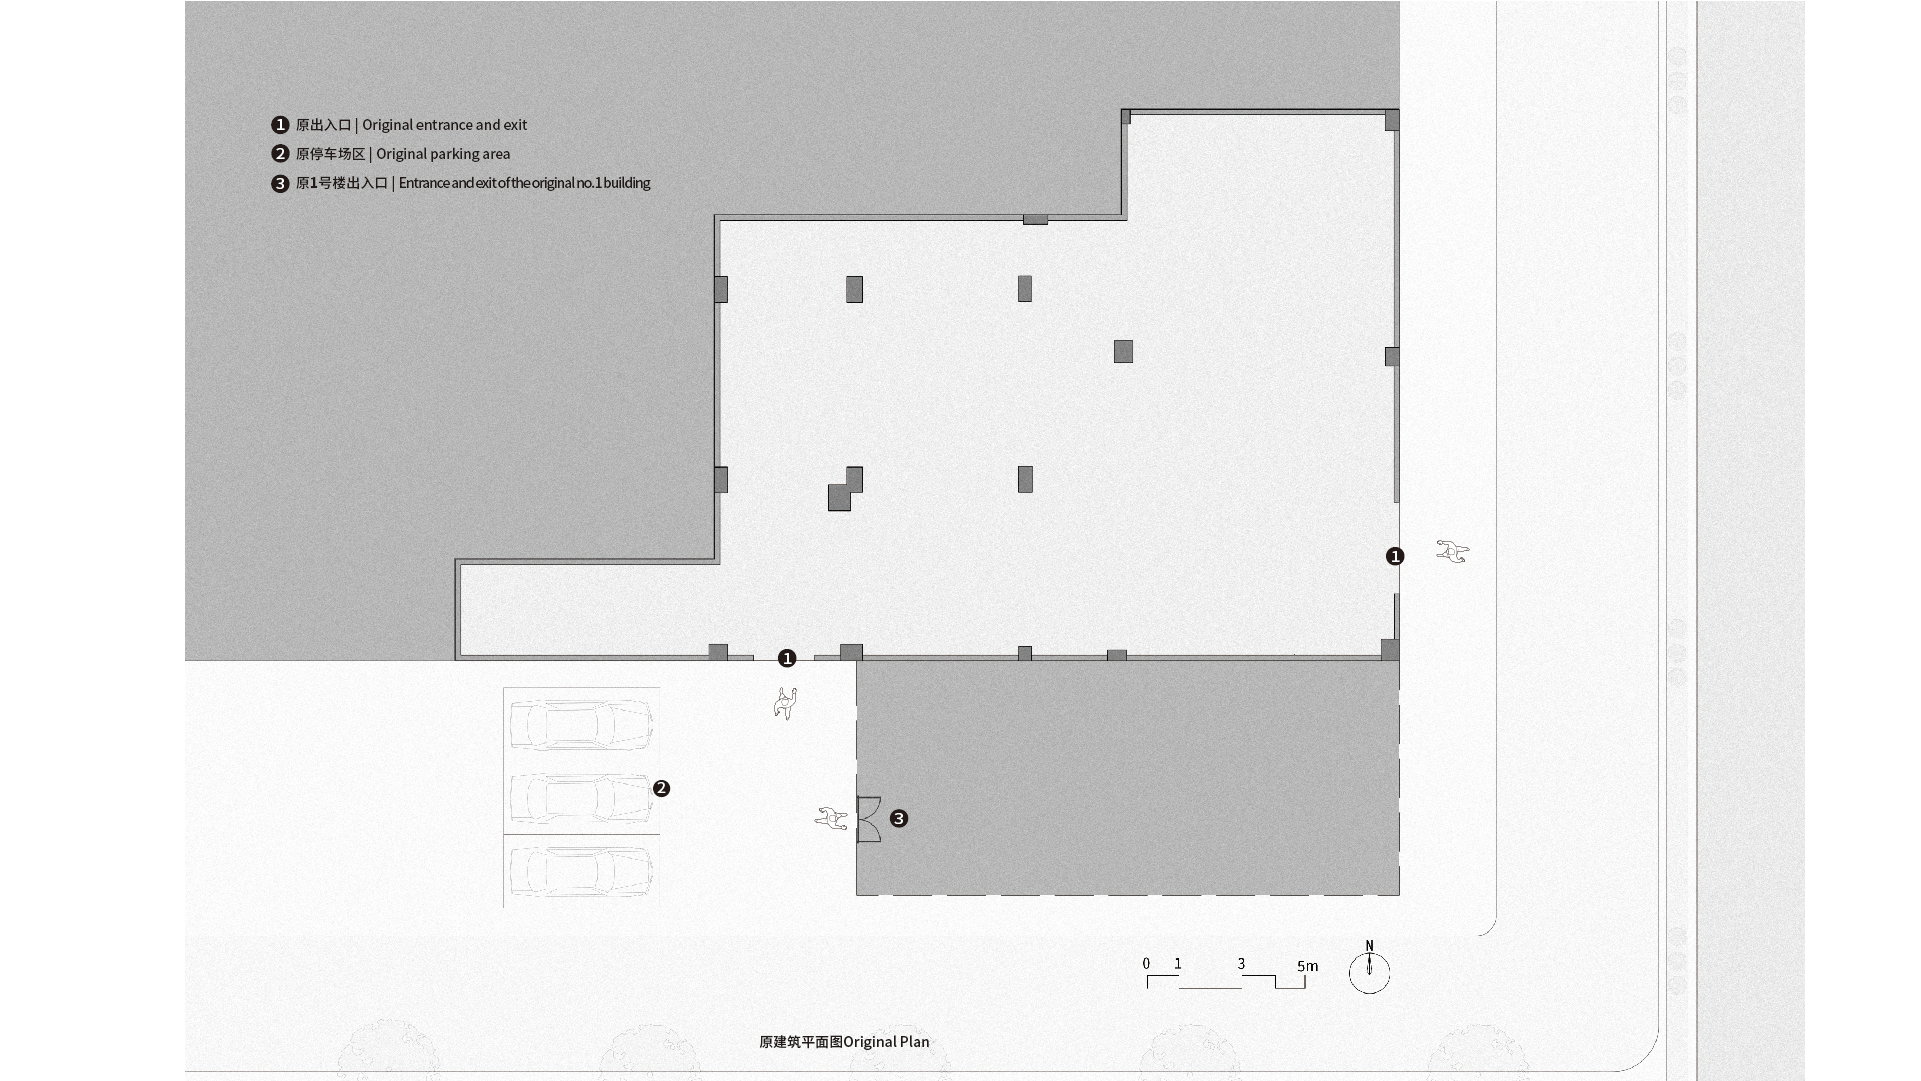 1 原出入口 | Original entrance and exit
2 原停车场区 | Original parking area
3 原1号楼出入口 | Entrance and exit of the original no.1 building
1
1
2
3
0 1 3 5m
N
原建筑平面图Original Plan